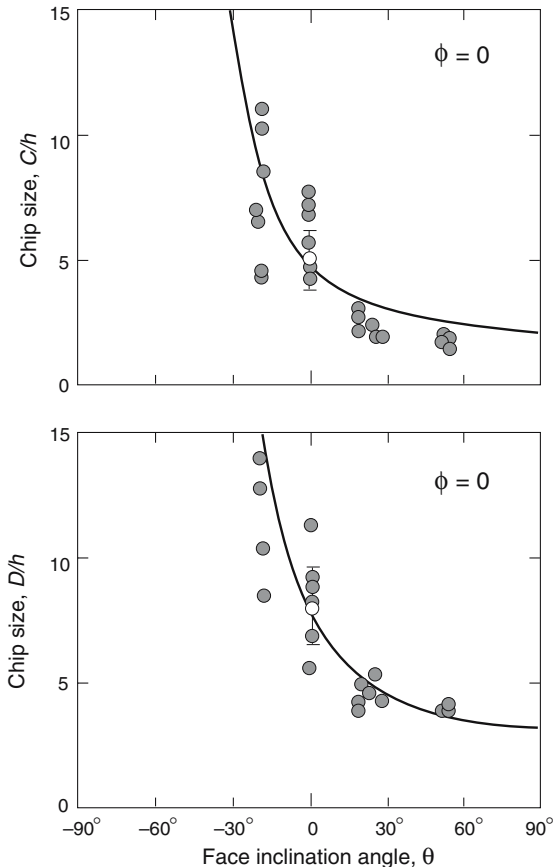 15
ϕ = 0
10
Chip size, C/h
5
0
15
ϕ = 0
10
Chip size, D/h
5
0
–90° –60° –30° 0 30° 60° 90°
Face inclination angle, θ